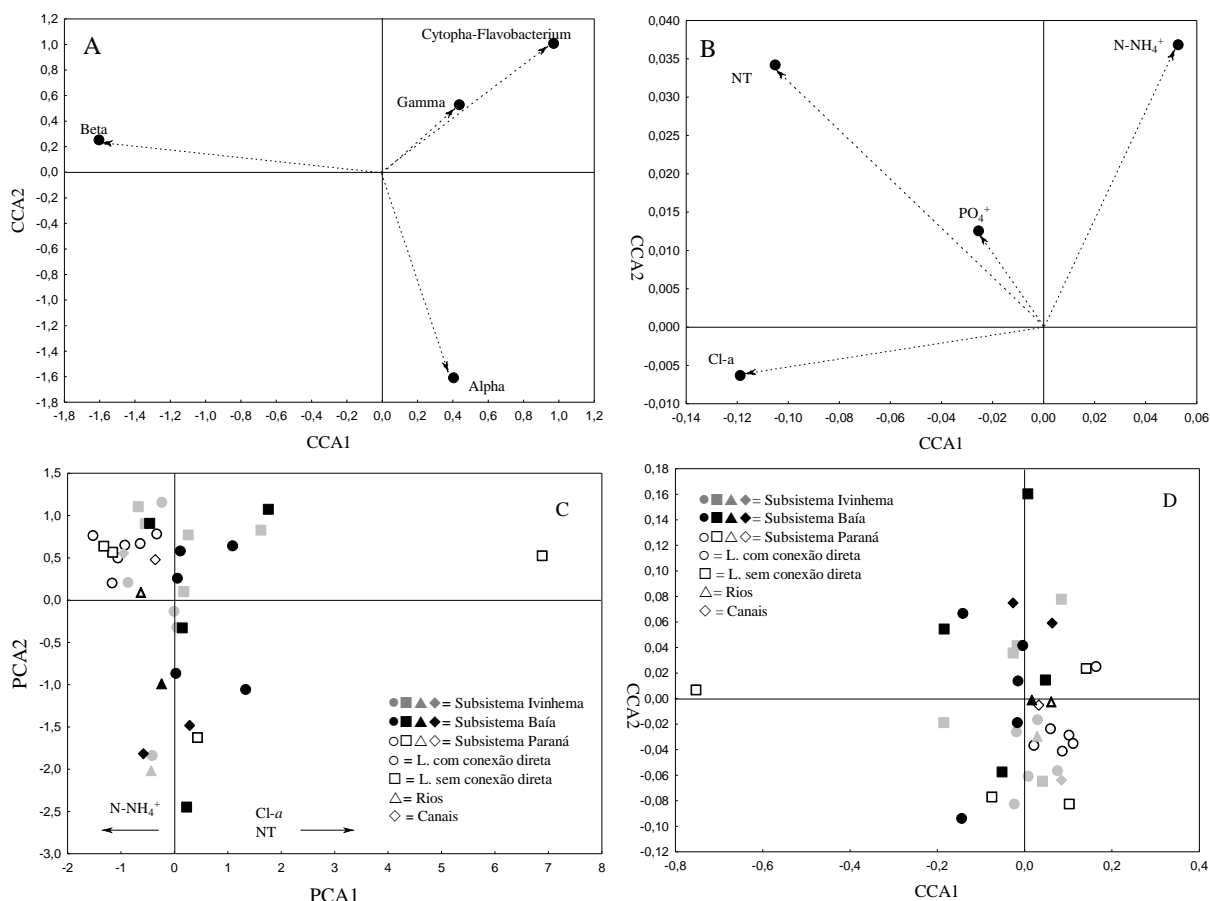 A
Cytopha-Flavobacterium
Gamma
Beta
Alpha
1,2
1,0
0,8
0,6
0,4
0,2
0,0
-0,2
-0,4
-0,6
-0,8
-1,0
-1,2
1,0
-1,6
-1,8
CCA2
-1,8 -1,6 -1,2 -1,0 -0,8 -0,6 -0,4 -0,2 0,0 0,2 0,4 0,6 0,8 1,0 1,2
CCA1
B
N-NH₄⁺
NT
PO₄⁺
Cl-a
0,040
0,035
0,030
0,025
0,020
0,015
0,010
0,005
0,000
-0,005
-0,010
CCA2
-0,14 -0,12 -0,10 -0,08 -0,06 -0,04 -0,02 0,00 0,02 0,04 0,06
CCA1
C
1,5
1,0
0,5
0,0
-0,5
-1,0
-1,5
-2,0
-2,5
-3,0
PCA2
= Subsistema Ivinhema
= Subsistema Baía
= Subsistema Paraná
= L. com conexão direta
= L. sem conexão direta
= Rios
= Canais
N-NH₄⁺
Cl-a
NT
-2 -1 0 1 2 3 4 5 6 7 8
PCA1
D
0,18
0,16
0,14
0,12
0,10
0,08
0,06
0,04
0,02
0,00
-0,02
-0,04
-0,06
-0,08
-0,10
-0,12
CCA2
= Subsistema Ivinhema
= Subsistema Baía
= Subsistema Paraná
= L. com conexão direta
= L. sem conexão direta
= Rios
= Canais
-0,8 -0,6 -0,4 -0,2 0,0 0,2 0,4
CCA1